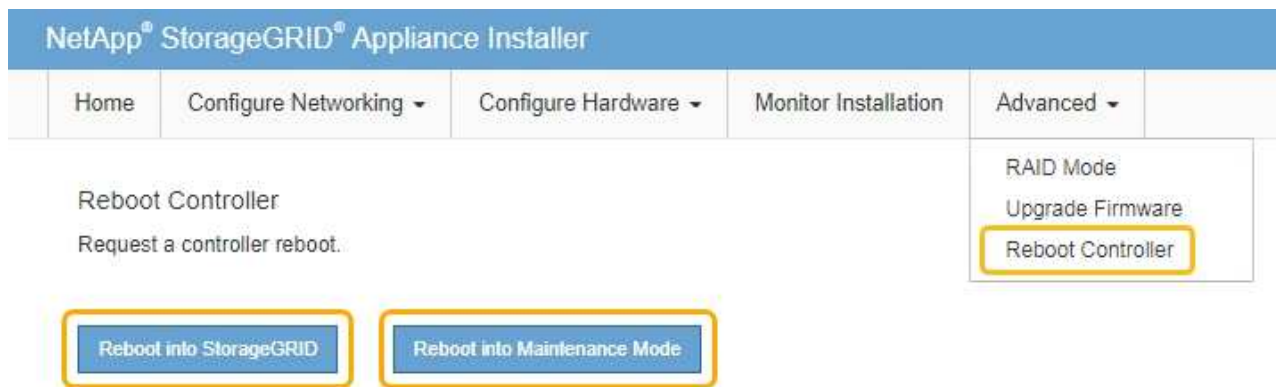 NetApp® StorageGRID® Appliance Installer
Home
Configure Networking
Configure Hardware
Monitor Installation
Advanced
RAID Mode
Upgrade Firmware
Reboot Controller
Reboot Controller
Request a controller reboot.
Reboot into StorageGRID
Reboot into Maintenance Mode